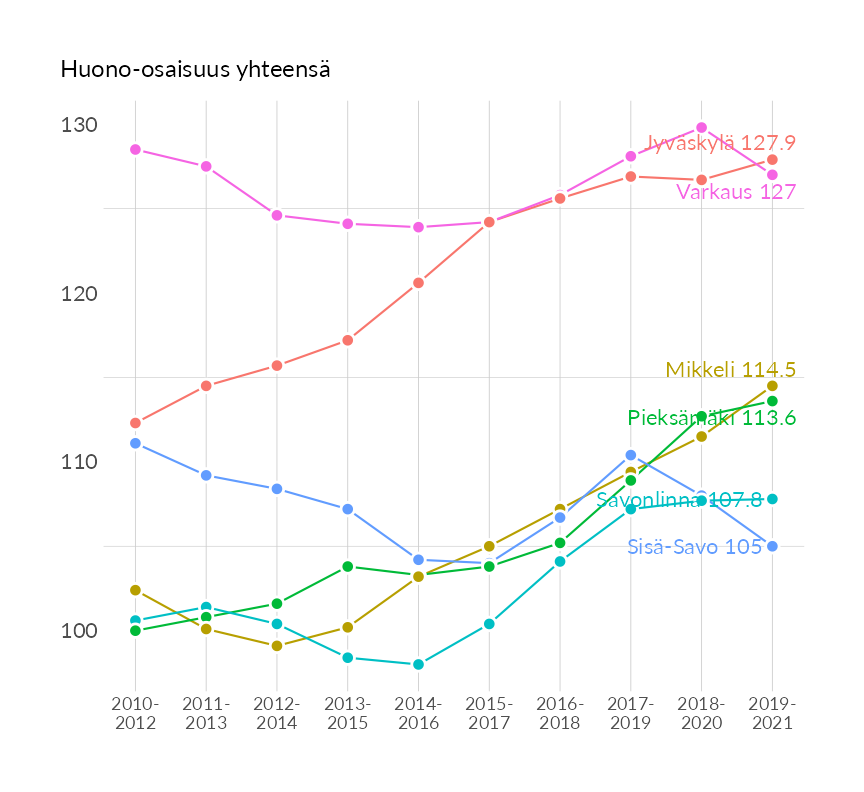 Huono-osaisuus yhteensä
130
Jyväskylä 127.9
Varkaus 127
120
Mikkeli 114.5
Pieksämäki 113.6
110
Savonlinna 107.8
Sisä-Savo 105
100
2010- 2011- 2012- 2013- 2014- 2015- 2016- 2017- 2018- 2019-
2012 2013 2014 2015 2016 2017 2018 2019 2020 2021